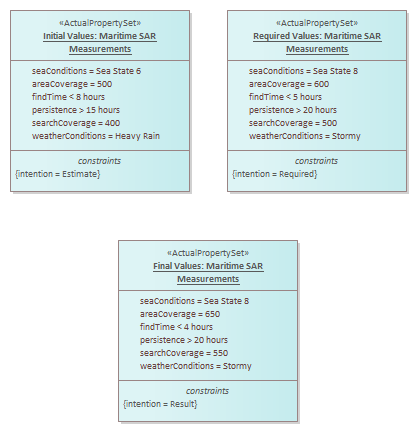 «ActualPropertySet»
Initial Values: Maritime SAR
Measurements
seaConditions = Sea State 6
areaCoverage = 500
findTime < 8 hours
persistence > 15 hours
searchCoverage = 400
weatherConditions = Heavy Rain
constraints
{intention = Estimate}
«ActualPropertySet»
Required Values: Maritime SAR
Measurements
seaConditions = Sea State 8
areaCoverage = 600
findTime < 5 hours
persistence > 20 hours
searchCoverage = 500
weatherConditions = Stormy
constraints
{intention = Required}
«ActualPropertySet»
Final Values: Maritime SAR
Measurements
seaConditions = Sea State 8
areaCoverage = 650
findTime < 4 hours
persistence > 20 hours
searchCoverage = 550
weatherConditions = Stormy
constraints
{intention = Result}